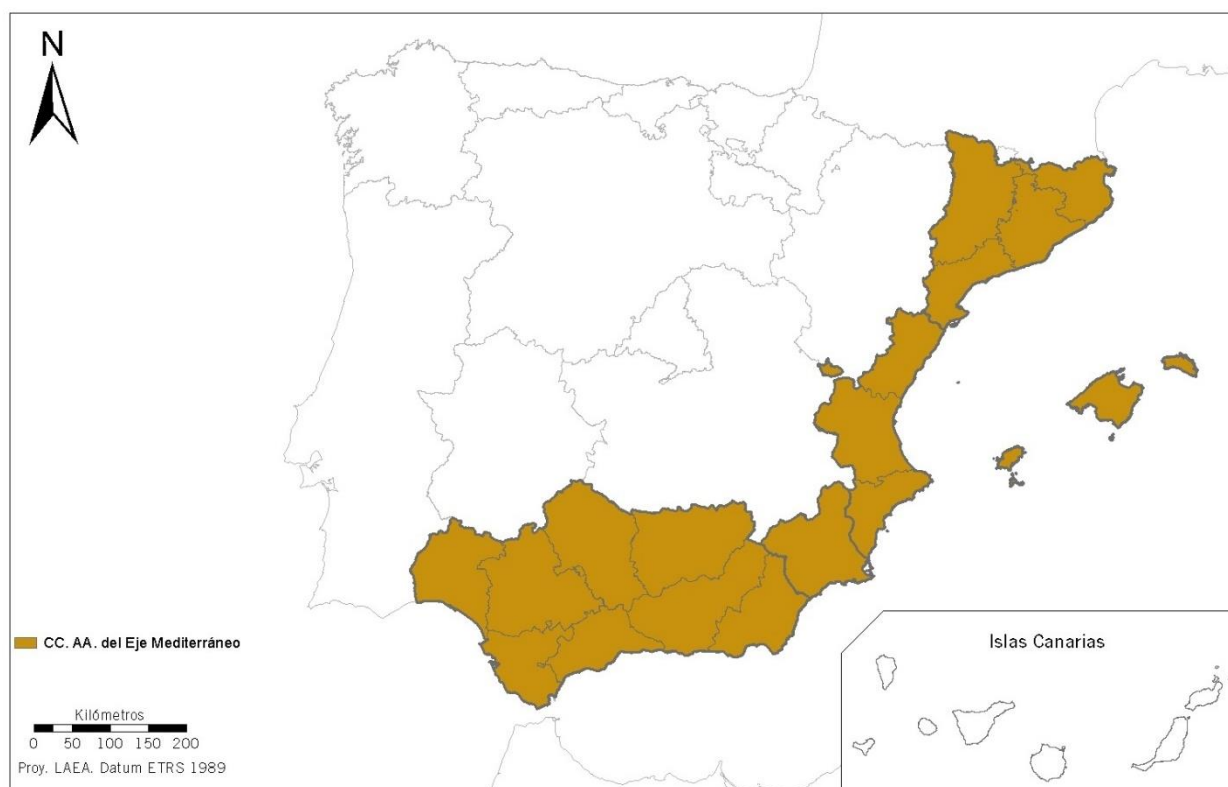 N
CC. AA. del Eje Mediterráneo
Kilómetros
0 50 100 150 200
Proy. LAEA. Datum ETRS 1989
Islas Canarias